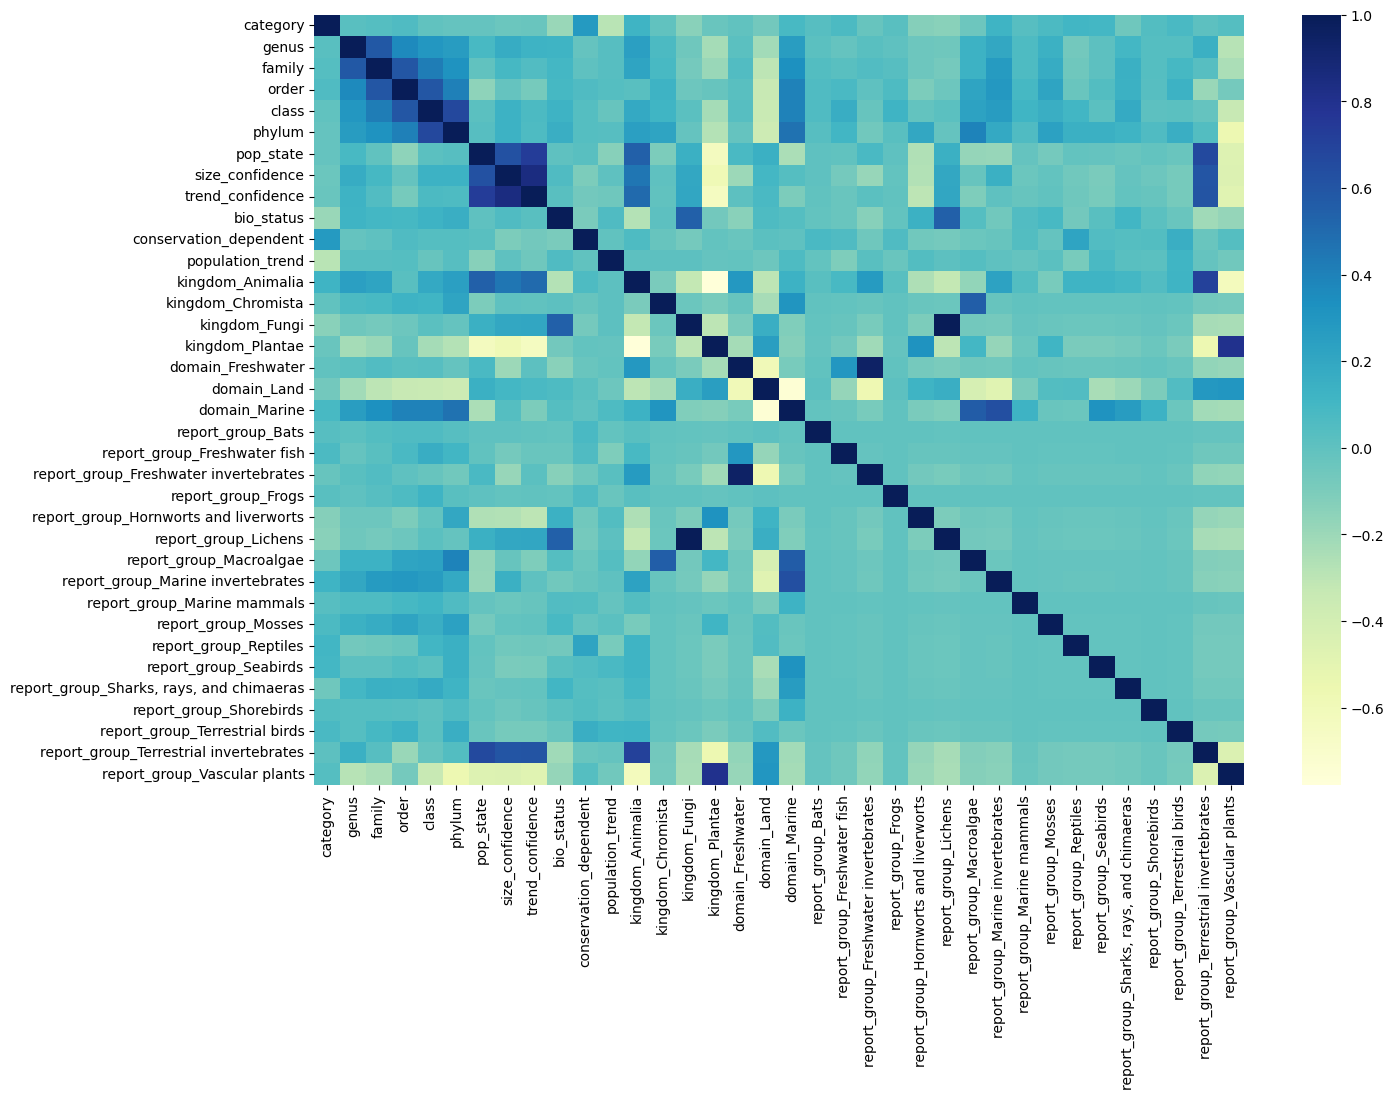 category
genus
family
order
class
phylum
pop_state
size_confidence
trend_confidence
bio_status
conservation_dependent
population_trend
kingdom_Animalia
kingdom_Chromista
kingdom_Fungi
kingdom_Plantae
domain_Freshwater
domain_Land
domain_Marine
report_group_Bats
report_group_Freshwater fish
report_group_Freshwater invertebrates
report_group_Frogs
report_group_Hornworts and liverworts
report_group_Lichens
report_group_Macroalgae
report_group_Marine invertebrates
report_group_Marine mammals
report_group_Mosses
report_group_Reptiles
report_group_Seabirds
report_group_Sharks, rays, and chimaeras
report_group_Shorebirds
report_group_Terrestrial birds
report_group_Terrestrial invertebrates
report_group_Vascular plants
category
genus
family
order
class
phylum
pop_state
size_confidence
trend_confidence
bio_status
conservation_dependent
population_trend
kingdom_Animalia
kingdom_Chromista
kingdom_Fungi
kingdom_Plantae
domain_Freshwater
domain_Land
domain_Marine
report_group_Bats
report_group_Freshwater fish
report_group_Freshwater invertebrates
report_group_Frogs
report_group_Hornworts and liverworts
report_group_Lichens
report_group_Macroalgae
report_group_Marine invertebrates
report_group_Marine mammals
report_group_Mosses
report_group_Reptiles
report_group_Seabirds
report_group_Sharks, rays, and chimaeras
report_group_Shorebirds
report_group_Terrestrial birds
report_group_Terrestrial invertebrates
report_group_Vascular plants
1.0
0.8
0.6
0.4
0.2
0.0
−0.2
−0.4
−0.6